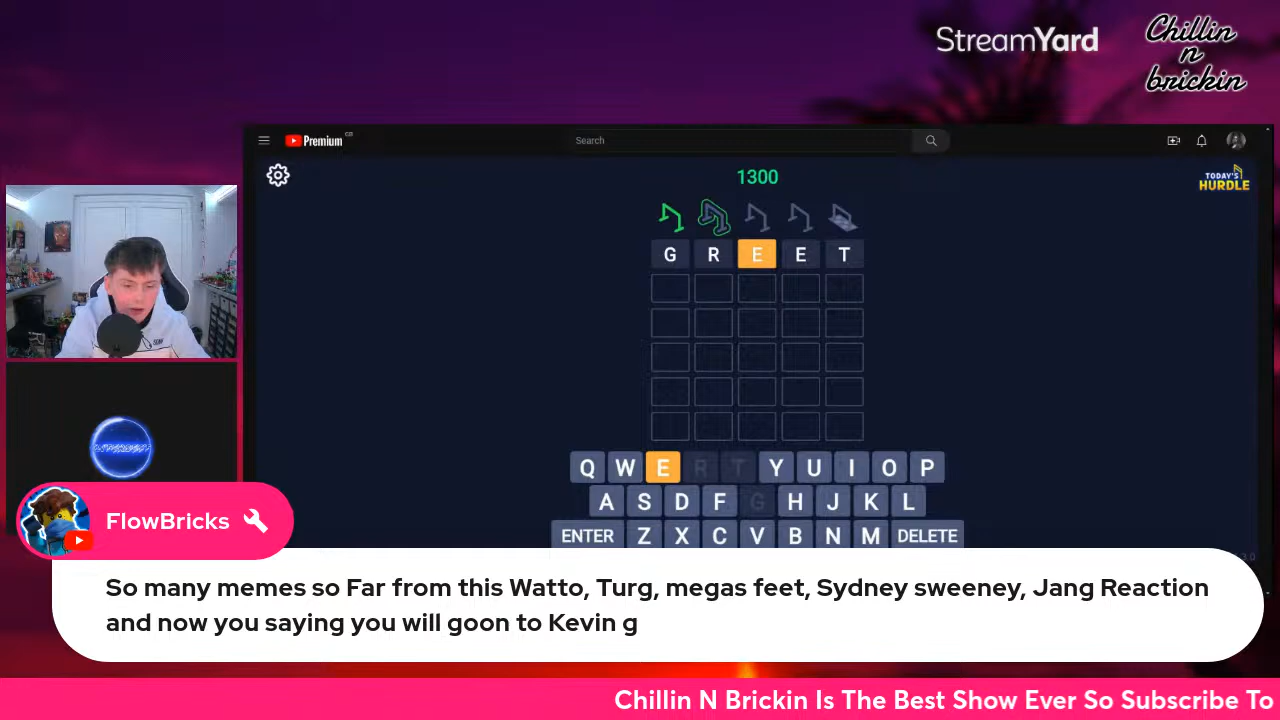 StreamYard
Chillin
n
brickin
Premium
Search
1300
TODAY'S
HURDLE
G R E E T
Q W E R T Y U I O P
A S D F G H J K L
ENTER Z X C V B N M DELETE
FlowBricks
So many memes so Far from this Watto, Turg, megas feet, Sydney sweeney, Jang Reaction
and now you saying you will goon to Kevin g
Chillin N Brickin Is The Best Show Ever So Subscribe To